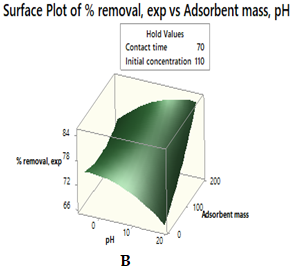 Surface Plot of % removal, exp vs Adsorbent mass, pH
Hold Values
Contact time 70
Initial concentration 110
84
% removal, exp 78
72
66
200
100
Adsorbent mass
0
0
10
20
pH
B